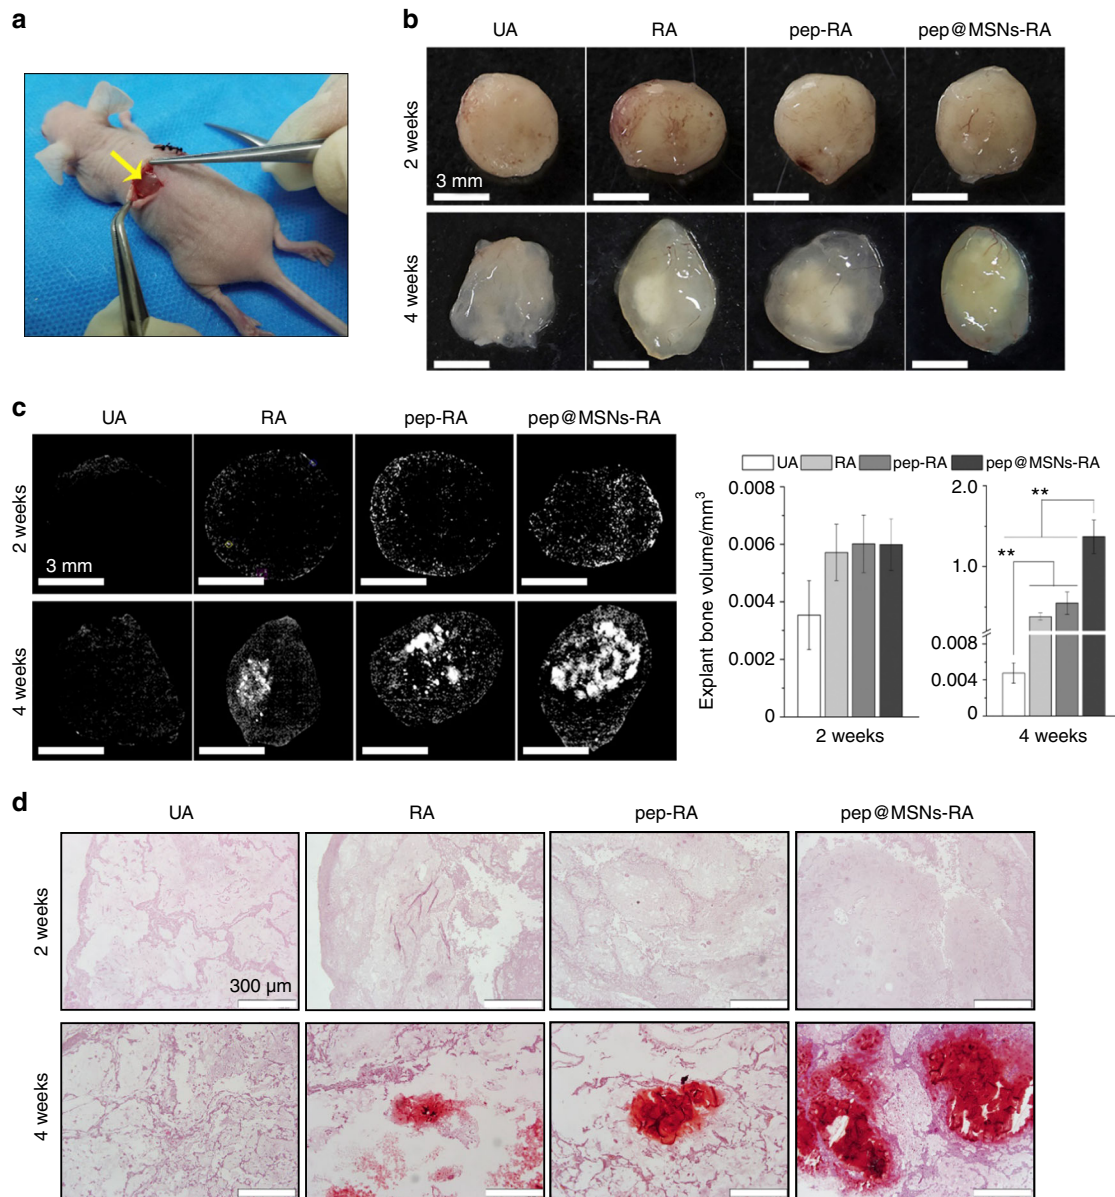 a
b
UA RA pep-RA pep@MSNs-RA
2 weeks
3 mm
4 weeks
c
UA RA pep-RA pep@MSNs-RA
2 weeks
3 mm
4 weeks
UA RA pep-RA pep@MSNs-RA
Explant bone volume/mm³
0.008
0.006
0.004
0.002
0
2 weeks
2.0
1.0
0.008
0.004
0
**
**
4 weeks
d
UA RA pep-RA pep@MSNs-RA
2 weeks
300 µm
4 weeks